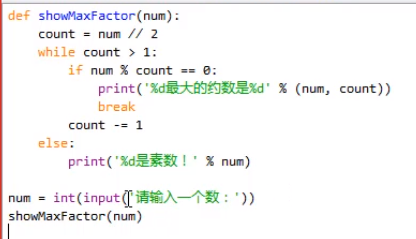 def showMaxFactor(num):
    count = num // 2
    while count > 1:
        if num % count == 0:
            print('%d最大的约数是%d' % (num, count))
            break
        count -= 1
    else:
        print('%d是素数！' % num)

num = int(input('请输入一个数：'))
showMaxFactor(num)